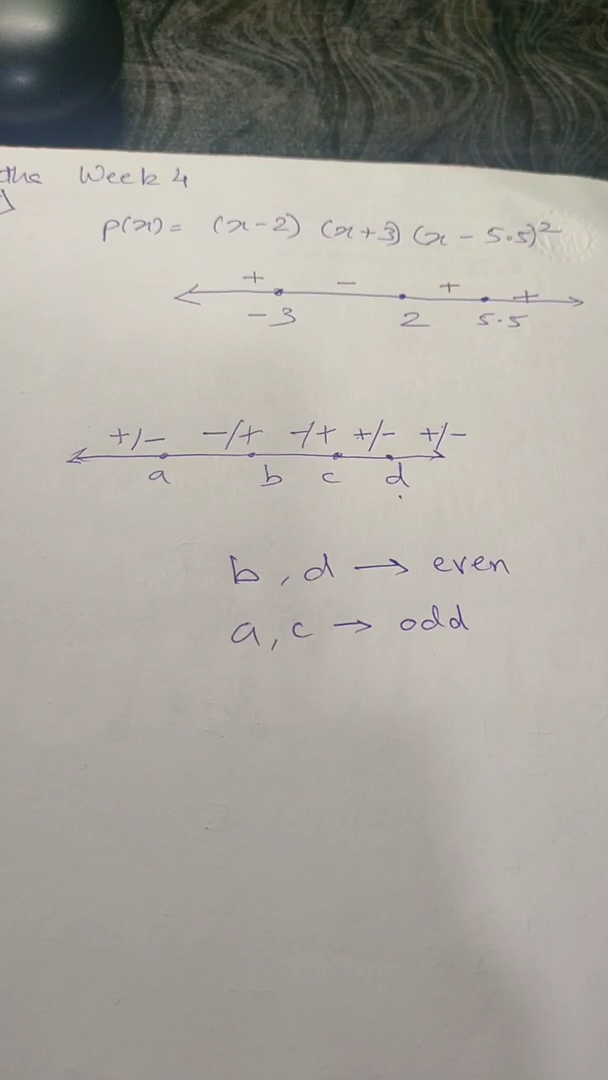 the Week 4
p(x) = (x-2) (x+3) (x - 5.5)²
+ - + +
-3 2 5.5
+/- -/+ -/+ +/- +/-
a b c d
b, d → even
a, c → odd